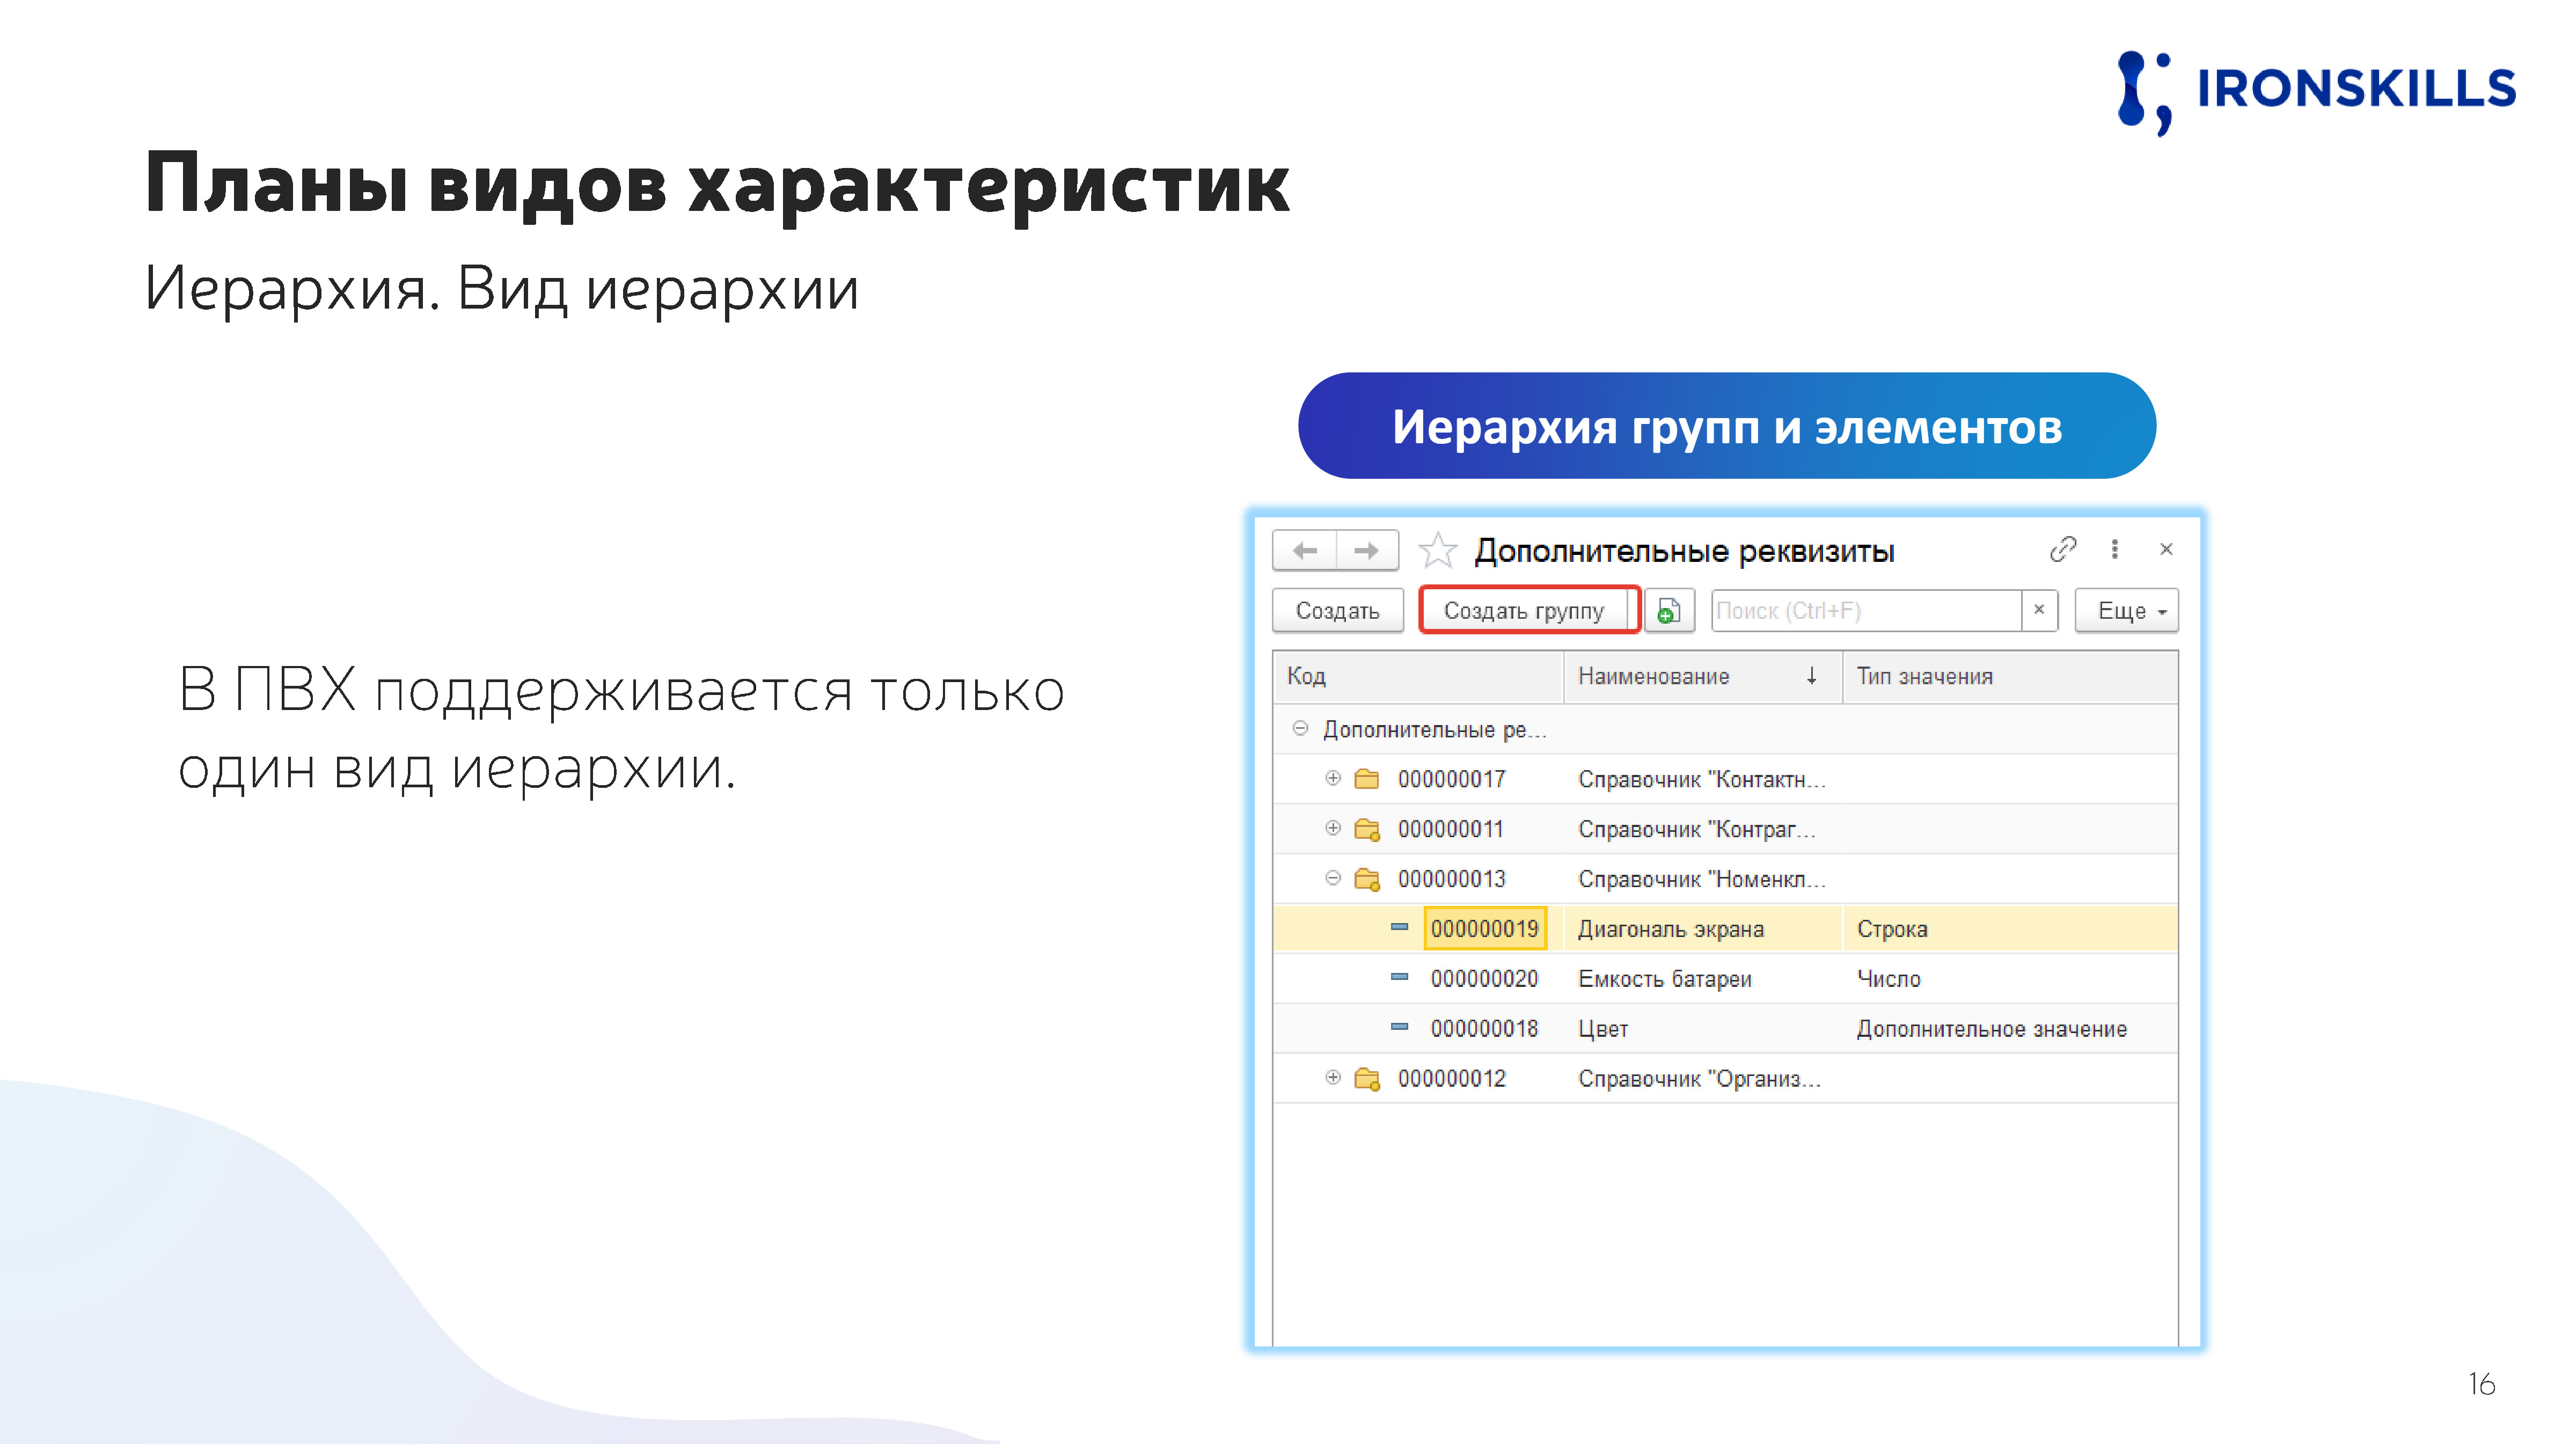 IRONSKILLS
Планы видов характеристик
Иерархия. Вид иерархии
Иерархия групп и элементов
В ПВХ поддерживается только
один вид иерархии.
Дополнительные реквизиты
Создать Создать группу Поиск (Ctrl+F) × Еще
Код Наименование ↓ Тип значения
Дополнительные ре...
000000017 Справочник "Контактн...
000000011 Справочник "Контраг...
000000013 Справочник "Номенкл...
000000019 Диагональ экрана Строка
000000020 Емкость батареи Число
000000018 Цвет Дополнительное значение
000000012 Справочник "Организ...
16